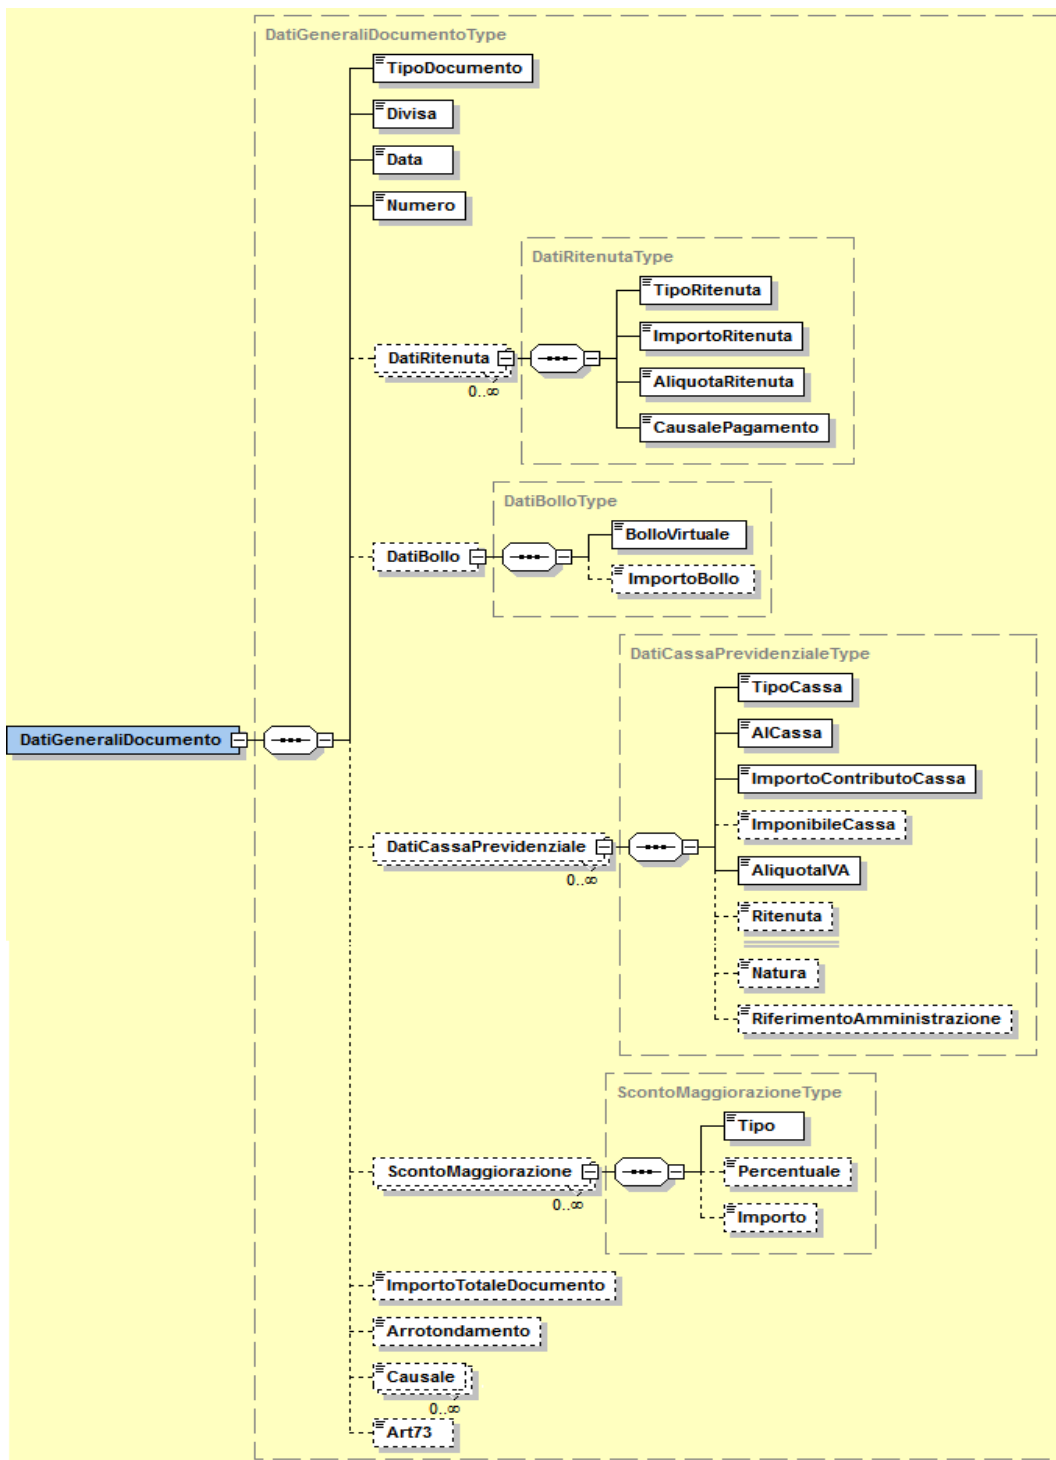 DatiGeneraliDocumentoType
TipoDocumento
Divisa
Data
Numero
DatiRitenutaType
TipoRitenuta
ImportoRitenuta
DatiRitenuta
0..∞
AliquotaRitenuta
CausalePagamento
DatiBolloType
BolloVirtuale
DatiBollo
ImportoBollo
DatiCassaPrevidenzialeType
TipoCassa
DatiGeneraliDocumento
AlCassa
ImportoContributoCassa
ImponibileCassa
DatiCassaPrevidenziale
0..∞
AliquotaIVA
Ritenuta
Natura
RiferimentoAmministrazione
ScontoMaggiorazioneType
Tipo
ScontoMaggiorazione
0..∞
Percentuale
Importo
ImportoTotaleDocumento
Arrotondamento
Causale
0..∞
Art73